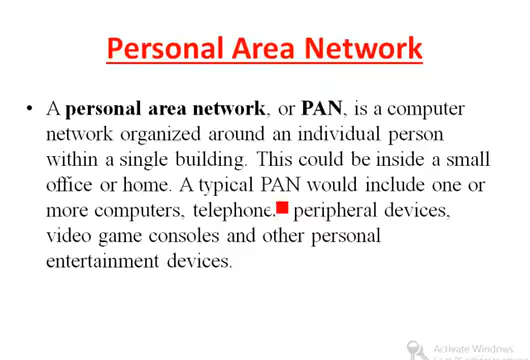 Personal Area Network
• A personal area network, or PAN, is a computer
network organized around an individual person
within a single building. This could be inside a small
office or home. A typical PAN would include one or
more computers, telephone, peripheral devices,
video game consoles and other personal
entertainment devices.
Activate Windows